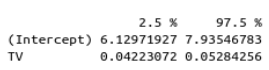 2.5 % 97.5 %
(Intercept) 6.12971927 7.93546783
TV 0.04223072 0.05284256